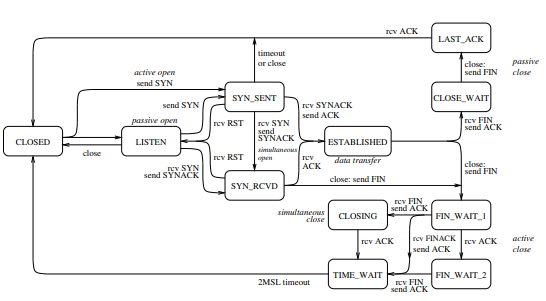 rcv ACK
LAST_ACK
timeout
or close
active open
send SYN
close:
send FIN
passive
close
send SYN
SYN_SENT
CLOSE_WAIT
rcv SYNACK
send ACK
passive open
rcv RST
rcv SYN
send
SYNACK
rcv FIN
send ACK
CLOSED
LISTEN
ESTABLISHED
close
simultaneous
open
rcv RST
rcv
ACK
data transfer
rcv SYN
send SYNACK
close:
send FIN
SYN_RCVD
close: send FIN
rcv FIN
send ACK
simultaneous
close
CLOSING
FIN_WAIT_1
rcv ACK
rcv FINACK
send ACK
rcv ACK
active
close
TIME_WAIT
FIN_WAIT_2
2MSL timeout
rcv FIN
send ACK